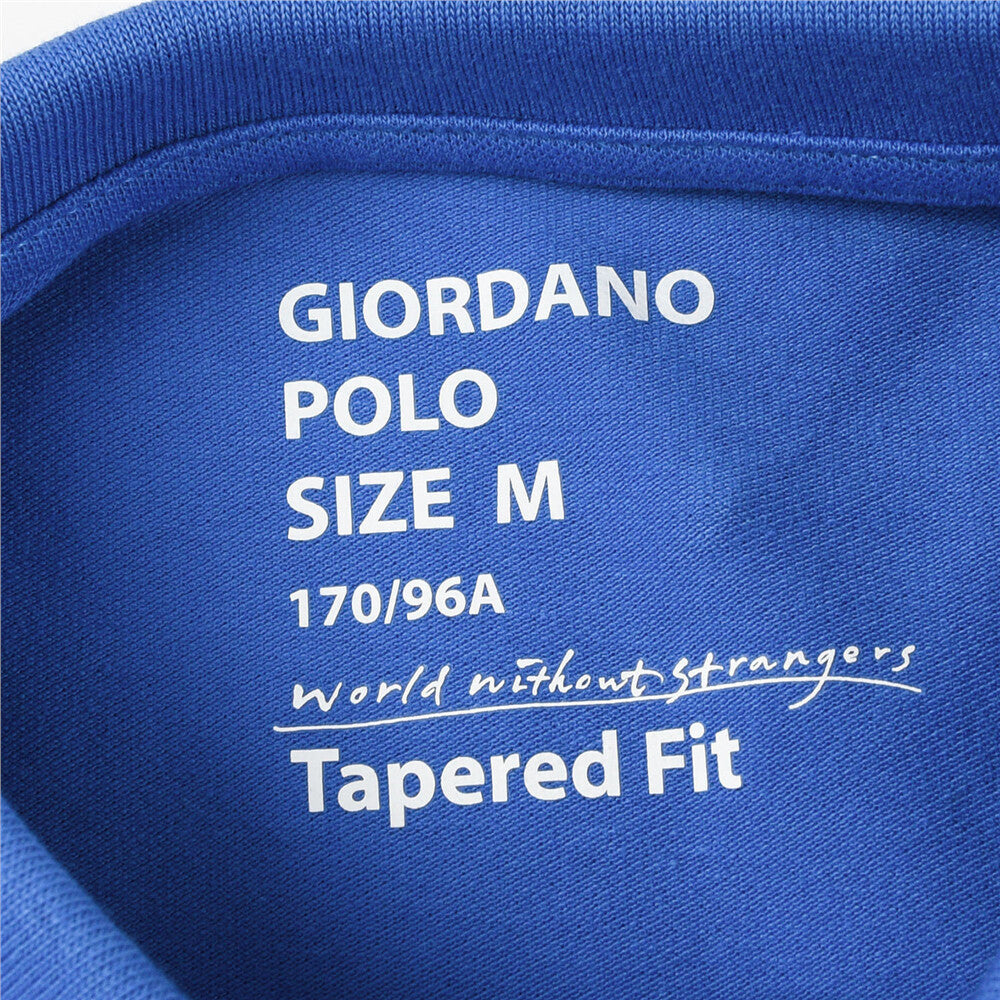 GIORDANO
POLO
SIZE M
170/96A
World without strangers
Tapered Fit